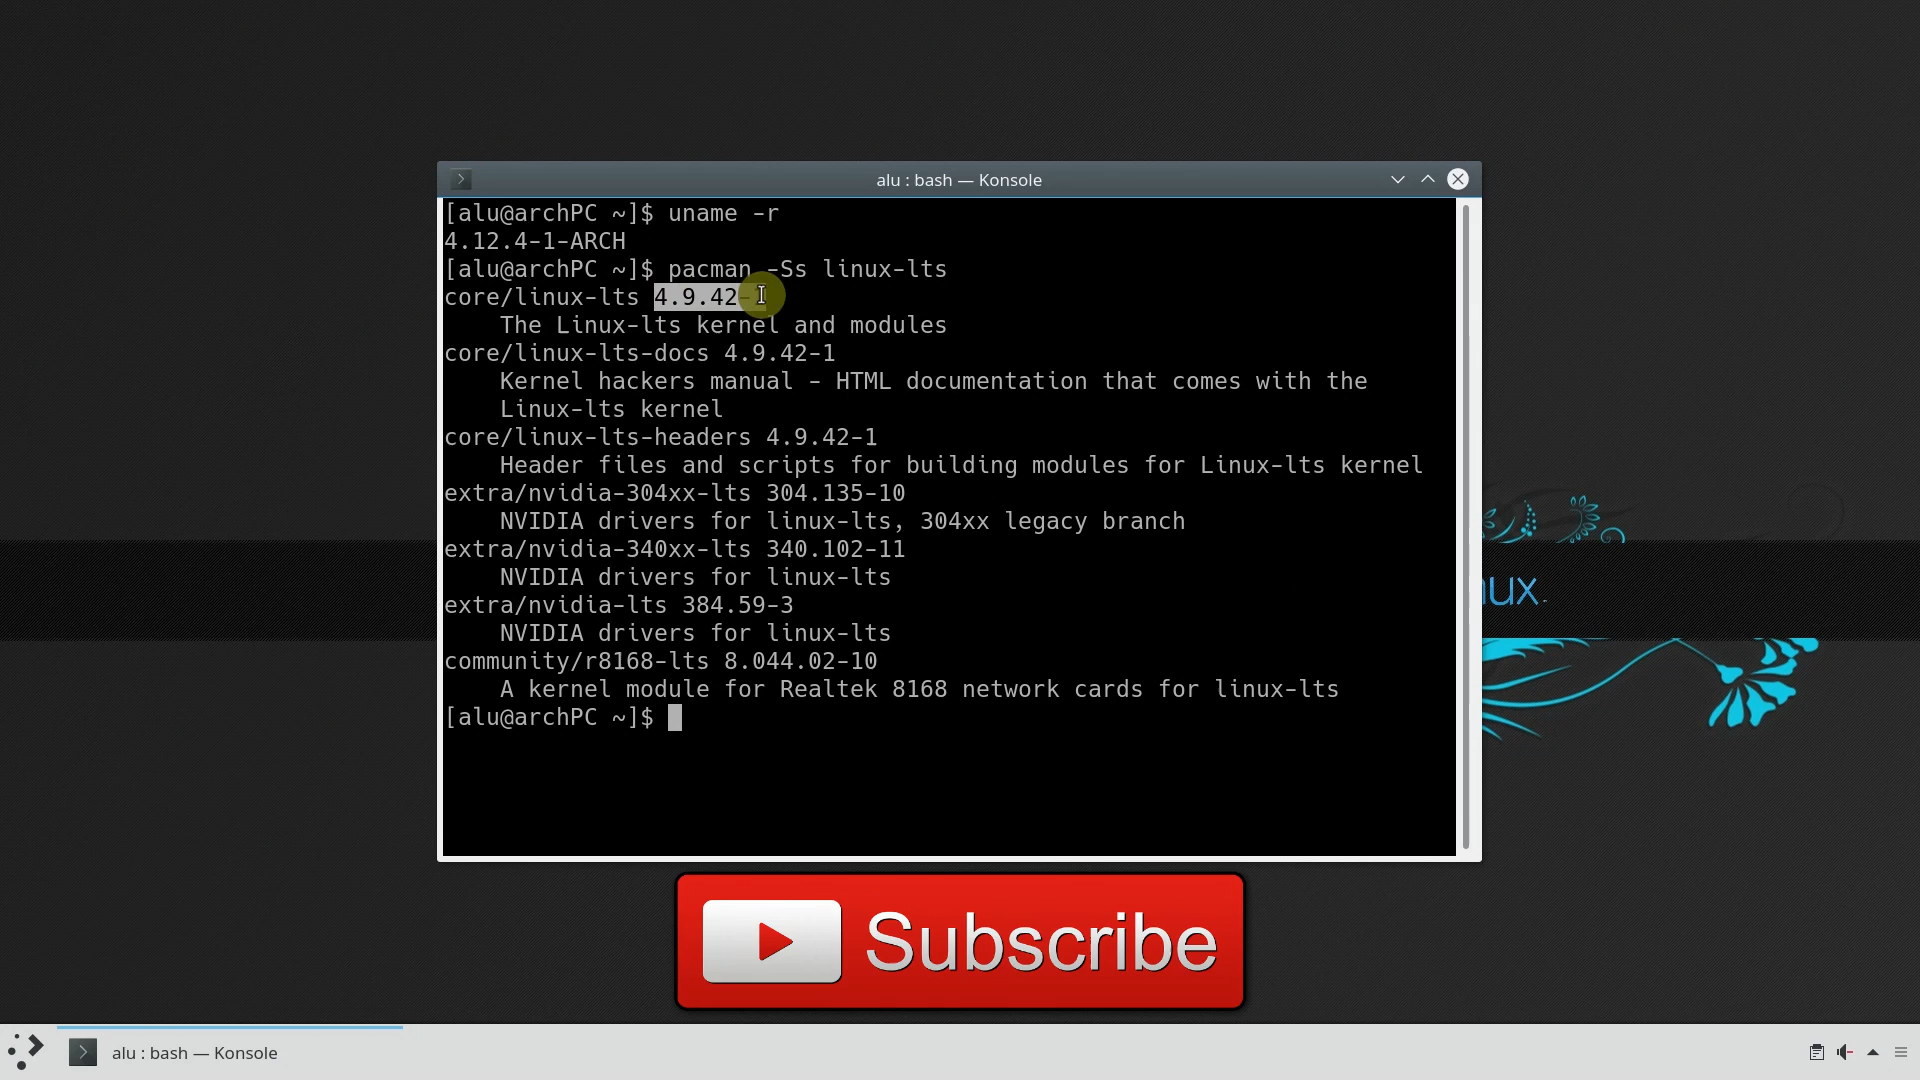 alu : bash — Konsole
[alu@archPC ~]$ uname -r
4.12.4-1-ARCH
[alu@archPC ~]$ pacman -Ss linux-lts
core/linux-lts 4.9.42-1
The Linux-lts kernel and modules
core/linux-lts-docs 4.9.42-1
Kernel hackers manual - HTML documentation that comes with the
Linux-lts kernel
core/linux-lts-headers 4.9.42-1
Header files and scripts for building modules for Linux-lts kernel
extra/nvidia-304xx-lts 304.135-10
NVIDIA drivers for linux-lts, 304xx legacy branch
extra/nvidia-340xx-lts 340.102-11
NVIDIA drivers for linux-lts
extra/nvidia-lts 384.59-3
NVIDIA drivers for linux-lts
community/r8168-lts 8.044.02-10
A kernel module for Realtek 8168 network cards for linux-lts
[alu@archPC ~]$
ux
Subscribe
alu : bash — Konsole